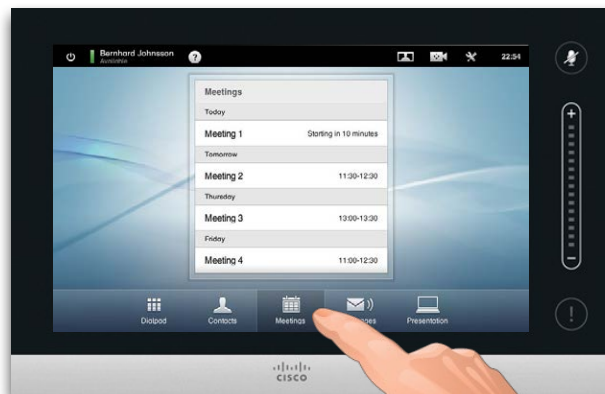 Bernhard Johnsson
Available
?
22:54
Meetings
Today
Meeting 1 Starting in 10 minutes
Tomorrow
Meeting 2 11:30-12:30
Thursday
Meeting 3 13:00-13:30
Friday
Meeting 4 11:00-12:30
+
−
!
Dialpad Contacts Meetings Presentation
CISCO